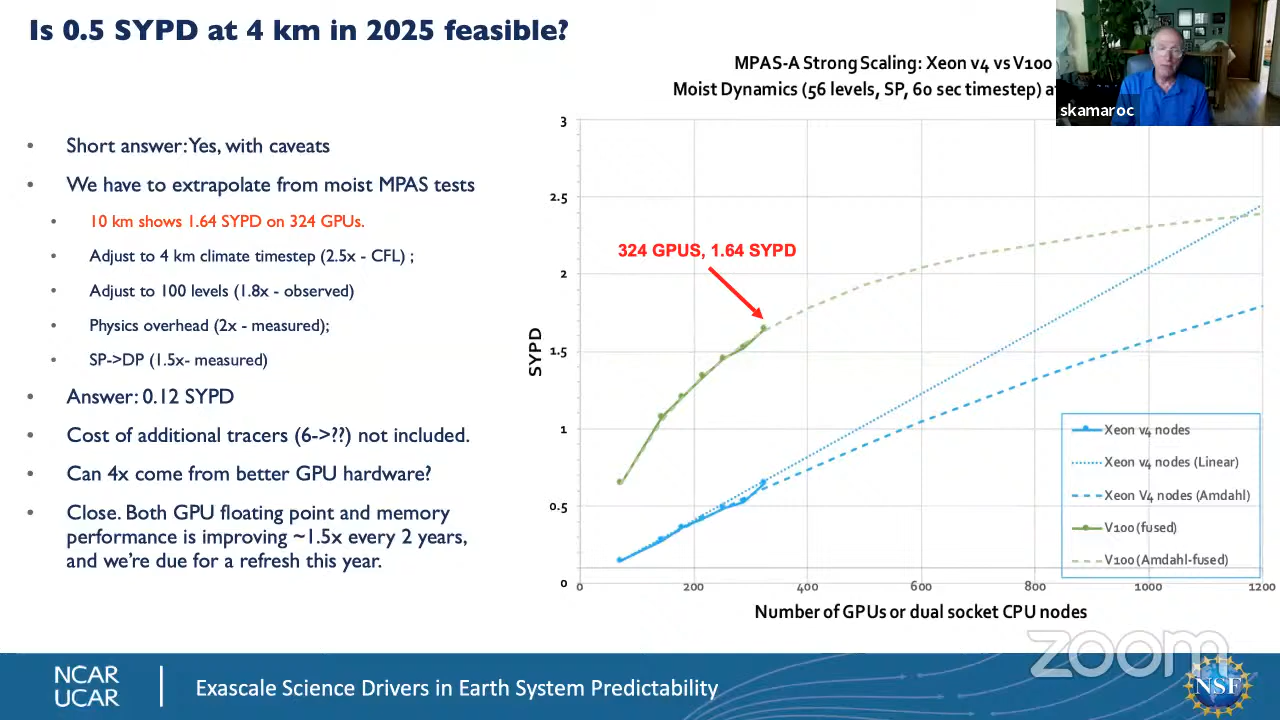 Is 0.5 SYPD at 4 km in 2025 feasible?
• Short answer: Yes, with caveats
• We have to extrapolate from moist MPAS tests
• 10 km shows 1.64 SYPD on 324 GPUs.
• Adjust to 4 km climate timestep (2.5x - CFL) ;
• Adjust to 100 levels (1.8x - observed)
• Physics overhead (2x - measured);
• SP->DP (1.5x- measured)
• Answer: 0.12 SYPD
• Cost of additional tracers (6->??) not included.
• Can 4x come from better GPU hardware?
• Close. Both GPU floating point and memory
performance is improving ~1.5x every 2 years,
and we're due for a refresh this year.
MPAS-A Strong Scaling: Xeon v4 vs V100
Moist Dynamics (56 levels, SP, 60 sec timestep) at
skamaroc
3
2.5
2
1.5
1
0.5
0
SYPD
324 GPUS, 1.64 SYPD
Xeon v4 nodes
Xeon v4 nodes (Linear)
Xeon V4 nodes (Amdahl)
V100 (fused)
V100 (Amdahl-fused)
0 200 400 600 800 1000 1200
Number of GPUs or dual socket CPU nodes
zoom
NCAR
UCAR
Exascale Science Drivers in Earth System Predictability
NSF